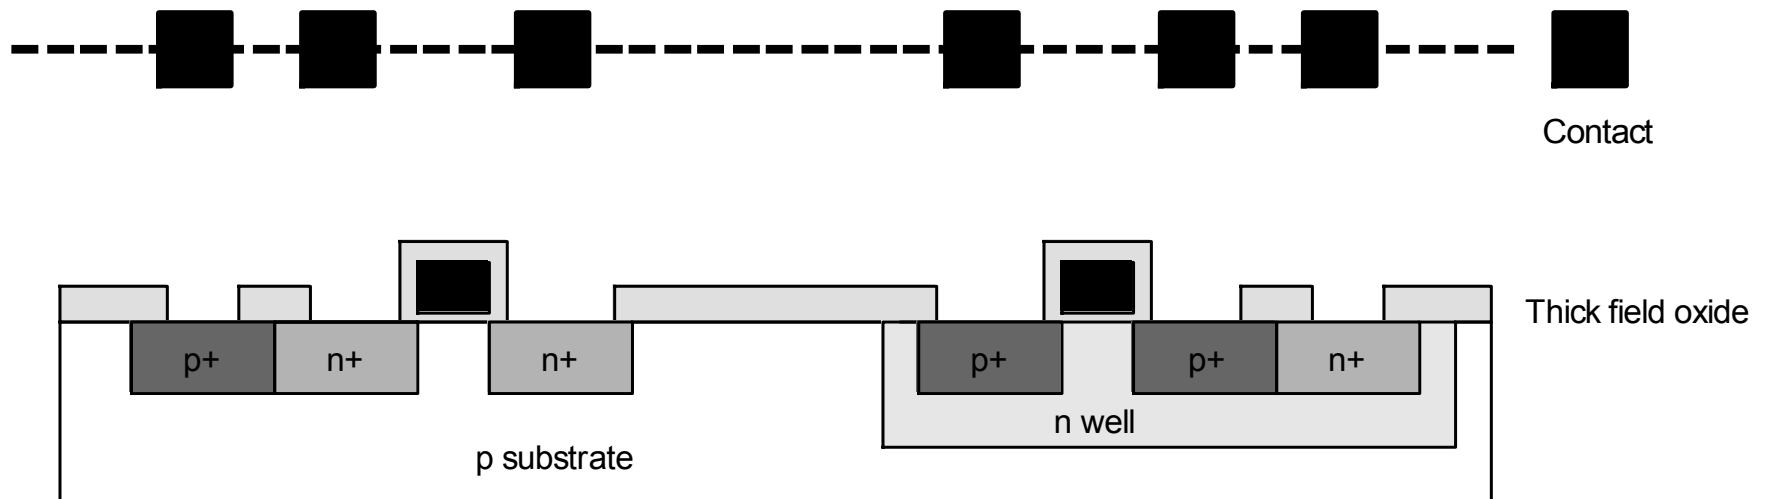 Contact
Thick field oxide
p+ n+ n+ p+ p+ n+
n well
p substrate